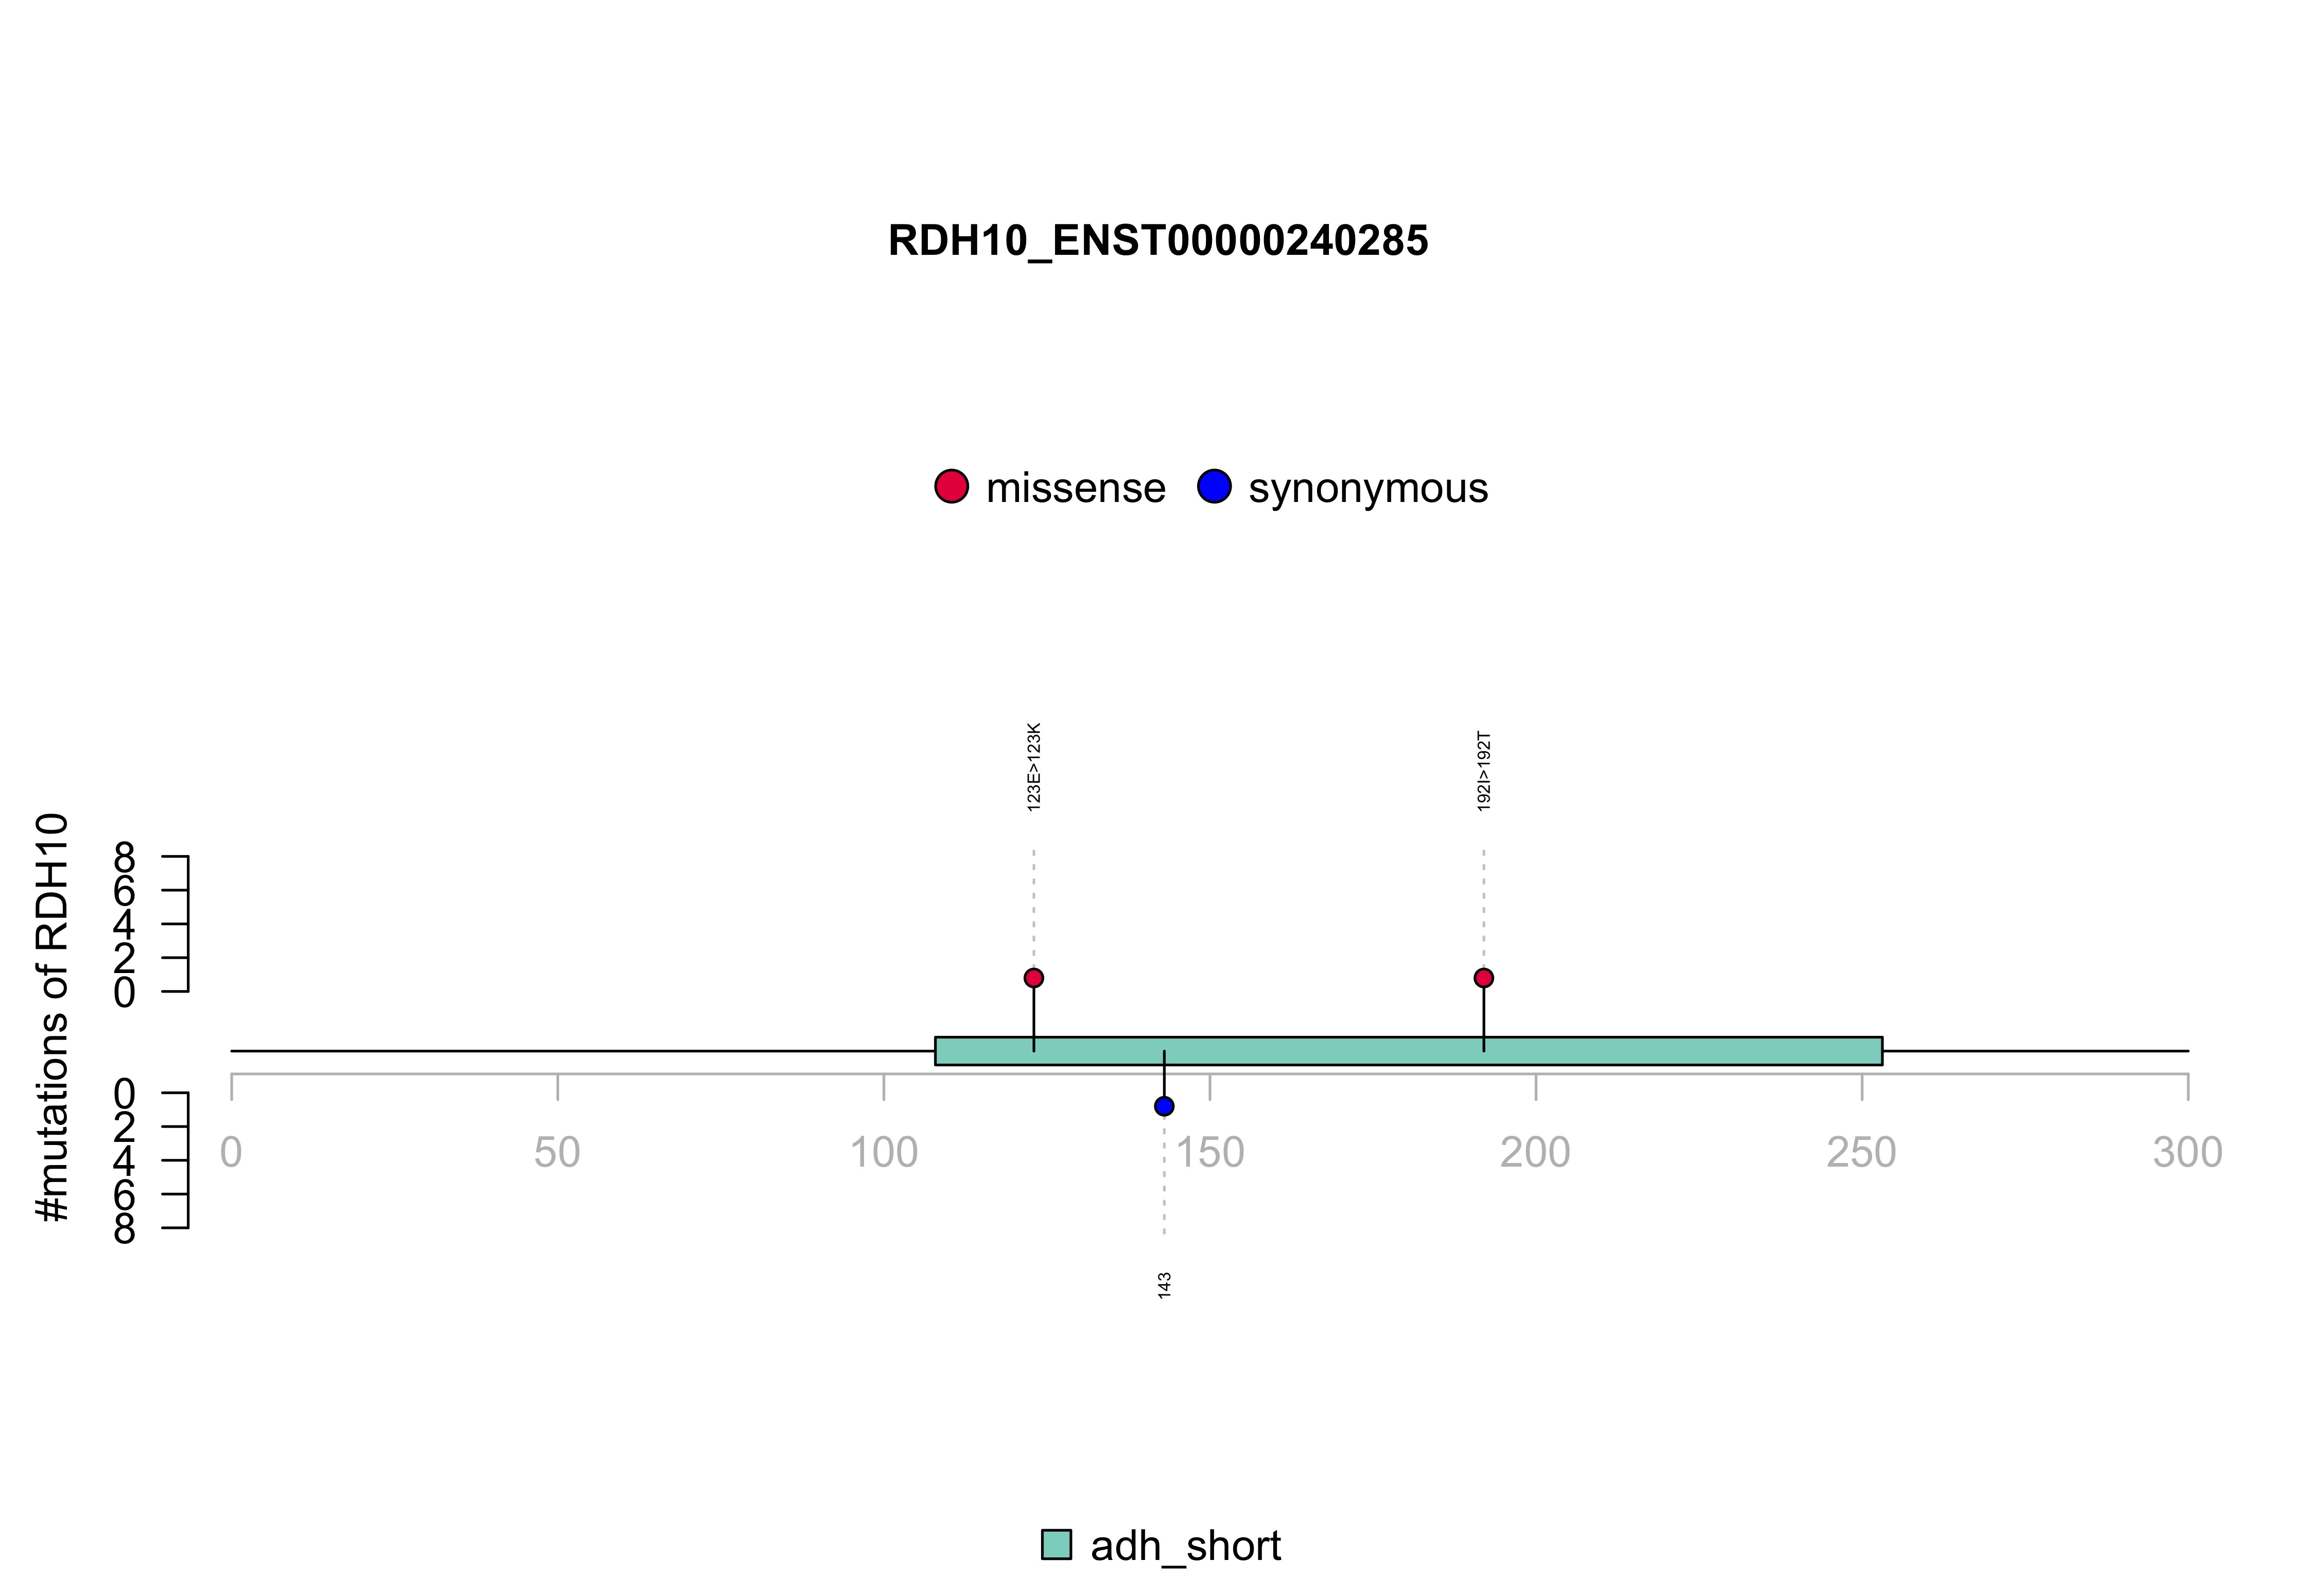 RDH10_ENST00000240285
missense synonymous
123E>123K 192I>192T
#mutations of RDH10
8
6
4
2
0
0
2
4
6
8
0 50 100 150 200 250 300
143
adh_short